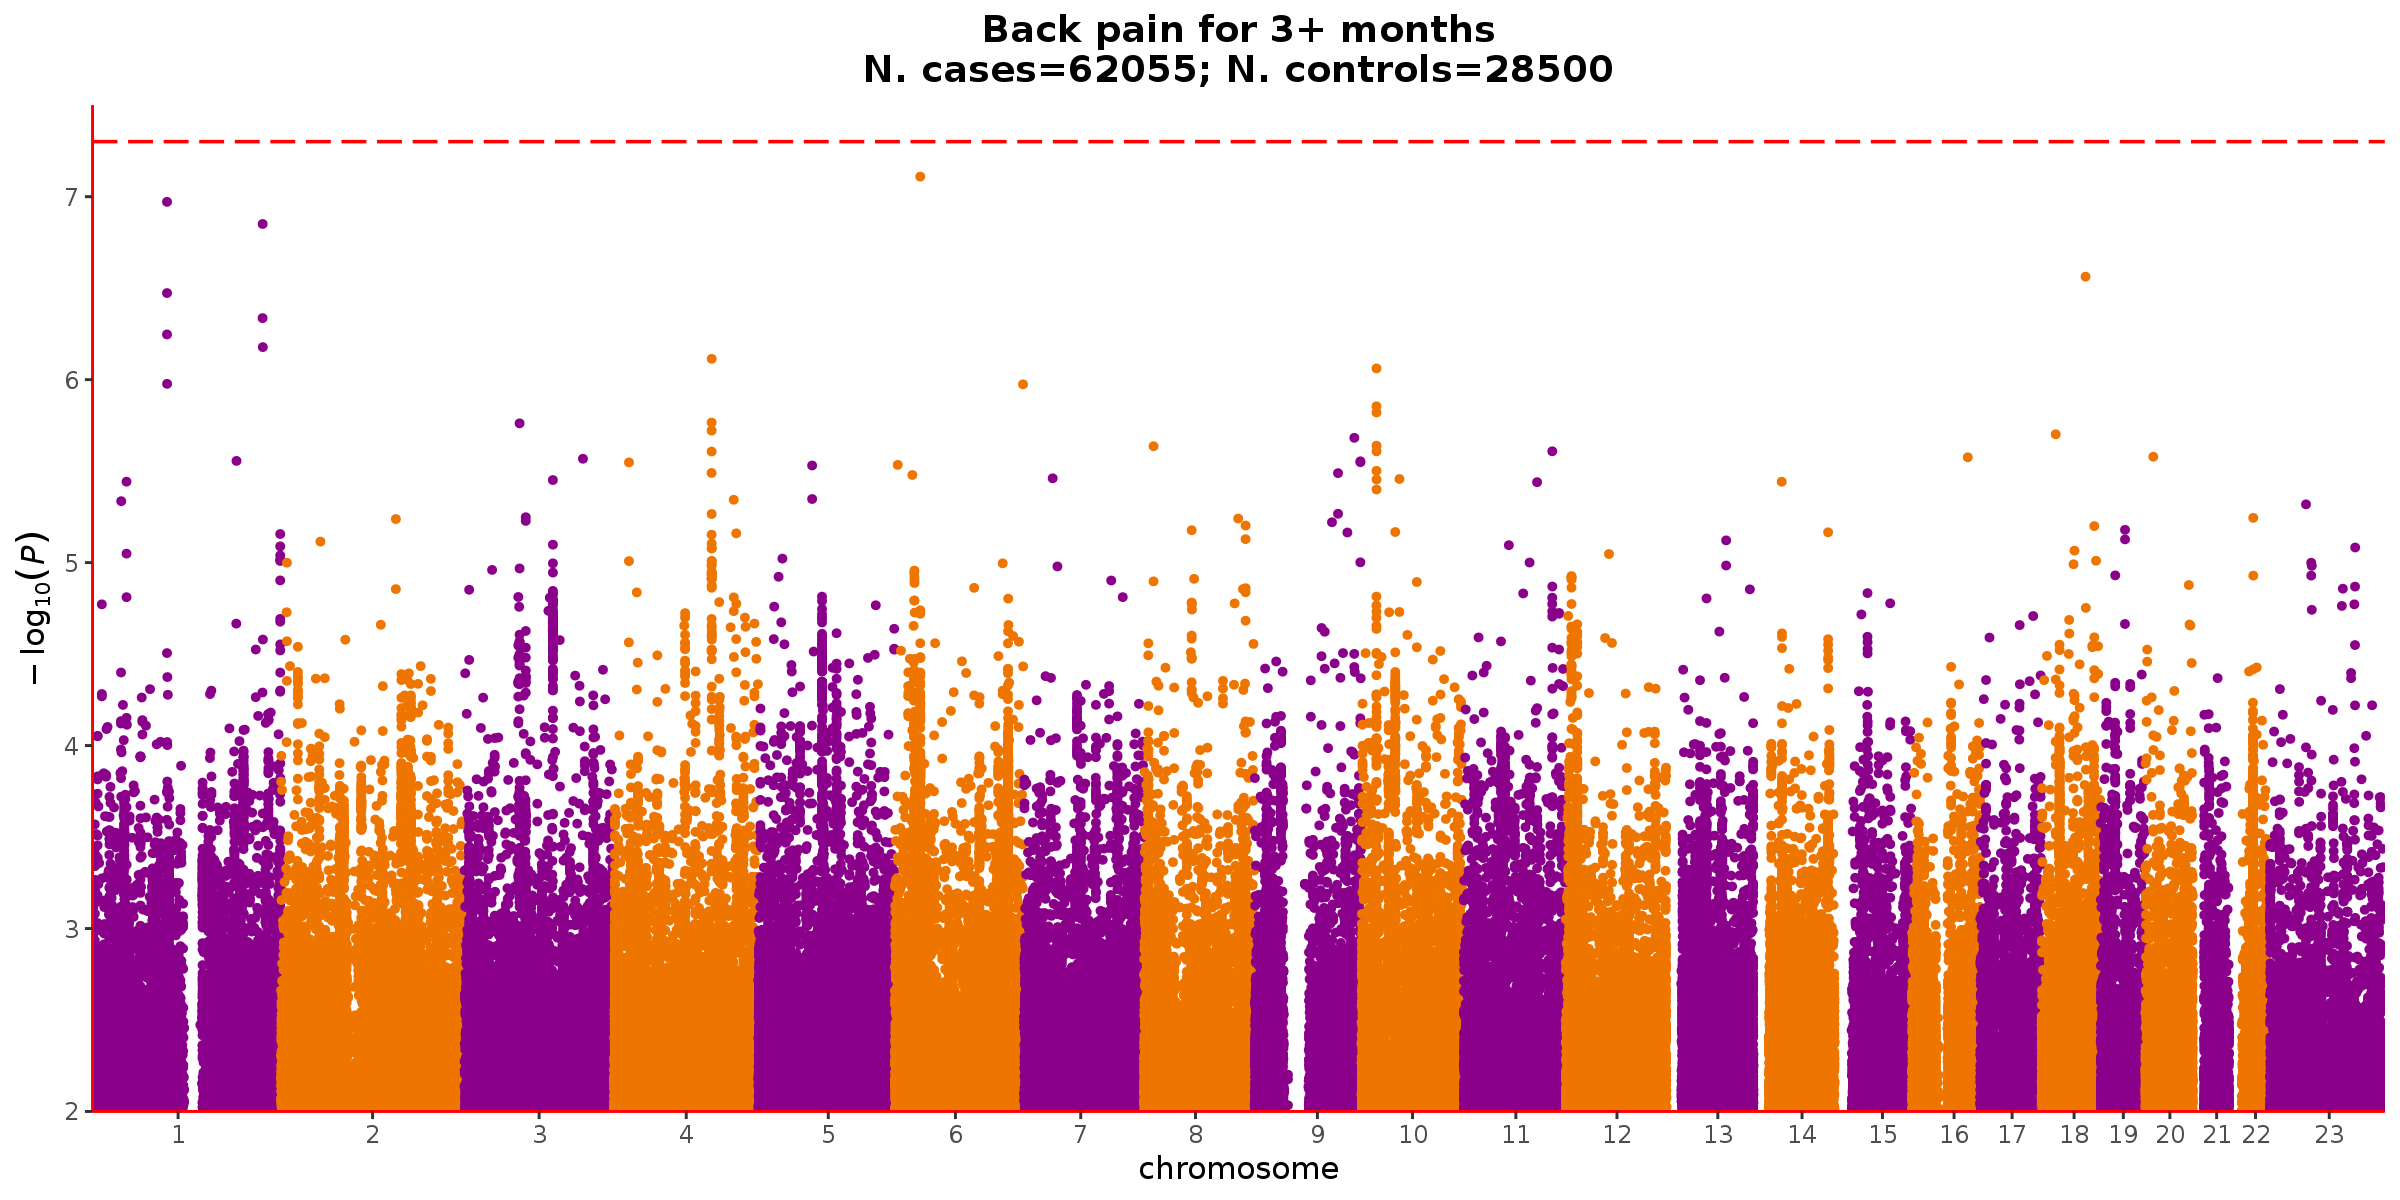 Back pain for 3+ months
N. cases=62055; N. controls=28500
−log₁₀(P)
7
6
5
4
3
2
1 2 3 4 5 6 7 8 9 10 11 12 13 14 15 16 17 18 19 20 21 22 23
chromosome